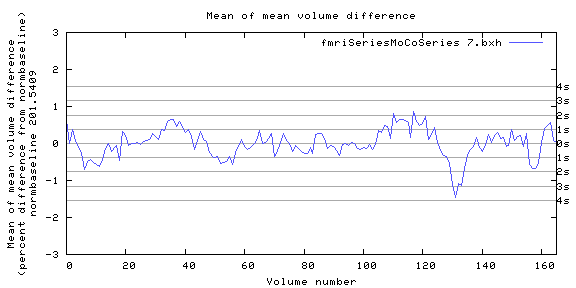 Mean of mean volume difference
fmriSeriesMoCoSeries 7.bxh
Mean of mean volume difference
(percent difference from normbaseline)
normbaseline 201.5409
3
2
1
0
-1
-2
-3
4s
3s
2s
1s
0
1s
2s
3s
4s
0 20 40 60 80 100 120 140 160
Volume number